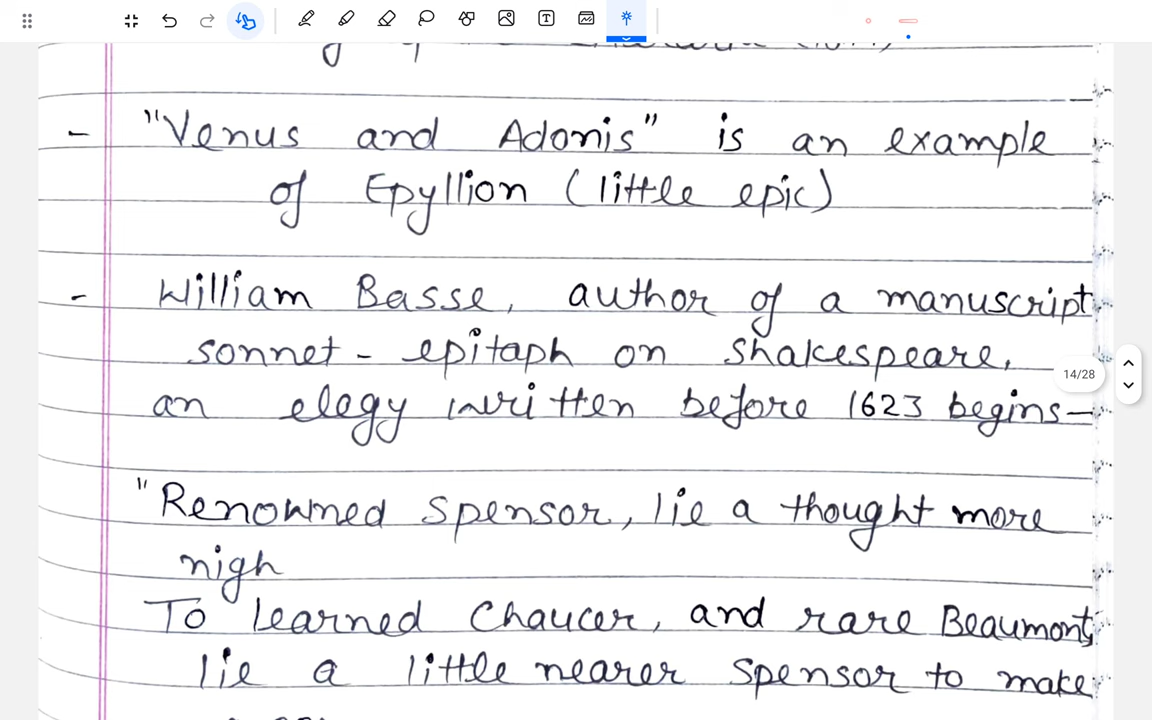 - "Venus and Adonis" is an example
of Epyllion (little epic)
- William Basse, author of a manuscript
sonnet - epitaph on Shakespeare,
14/28
an elegy written before 1623 begins—
"Renowned Spensor, lie a thought more
nigh
To learned Chaucer, and rare Beaumont,
lie a little nearer Spensor to make